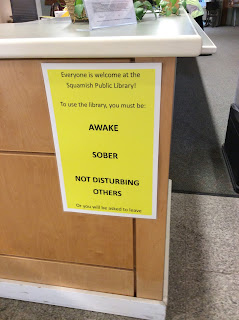 Everyone is welcome at the
Squamish Public Library!
To use the library, you must be:
AWAKE
SOBER
NOT DISTURBING
OTHERS
Or you will be asked to leave